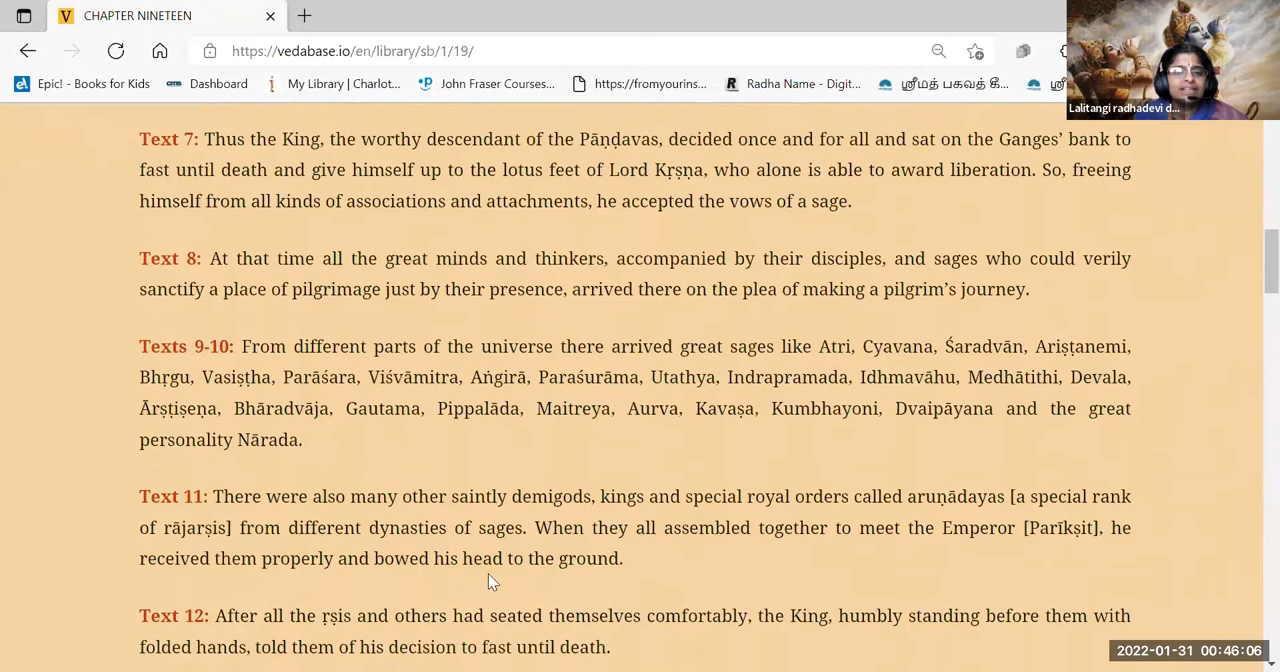 CHAPTER NINETEEN
https://vedabase.io/en/library/sb/1/19/
Epic! - Books for Kids Dashboard My Library | Charlot... John Frase Courses... https://fromyourins... Radha Name - Digit... ஸ்ரீமத் பகவத் கீ... ஸ்ரீ
Lalitangi radhadevi d...
Text 7: Thus the King, the worthy descendant of the Pāṇḍavas, decided once and for all and sat on the Ganges’ bank to
fast until death and give himself up to the lotus feet of Lord Kṛṣṇa, who alone is able to award liberation. So, freeing
himself from all kinds of associations and attachments, he accepted the vows of a sage.
Text 8: At that time all the great minds and thinkers, accompanied by their disciples, and sages who could verily
sanctify a place of pilgrimage just by their presence, arrived there on the plea of making a pilgrim’s journey.
Texts 9-10: From different parts of the universe there arrived great sages like Atri, Cyavana, Śaradvān, Ariṣṭanemi,
Bhṛgu, Vasiṣṭha, Parāśara, Viśvāmitra, Aṅgirā, Paraśurāma, Utathya, Indrapramada, Idhmavāhu, Medhātithi, Devala,
Ārṣṭiṣeṇa, Bhāradvāja, Gautama, Pippalāda, Maitreya, Aurva, Kavaṣa, Kumbhayoni, Dvaipāyana and the great
personality Nārada.
Text 11: There were also many other saintly demigods, kings and special royal orders called aruṇādayas [a special rank
of rājarṣis] from different dynasties of sages. When they all assembled together to meet the Emperor [Parīkṣit], he
received them properly and bowed his head to the ground.
Text 12: After all the ṛṣis and others had seated themselves comfortably, the King, humbly standing before them with
folded hands, told them of his decision to fast until death.
2022-01-31 00:46:06